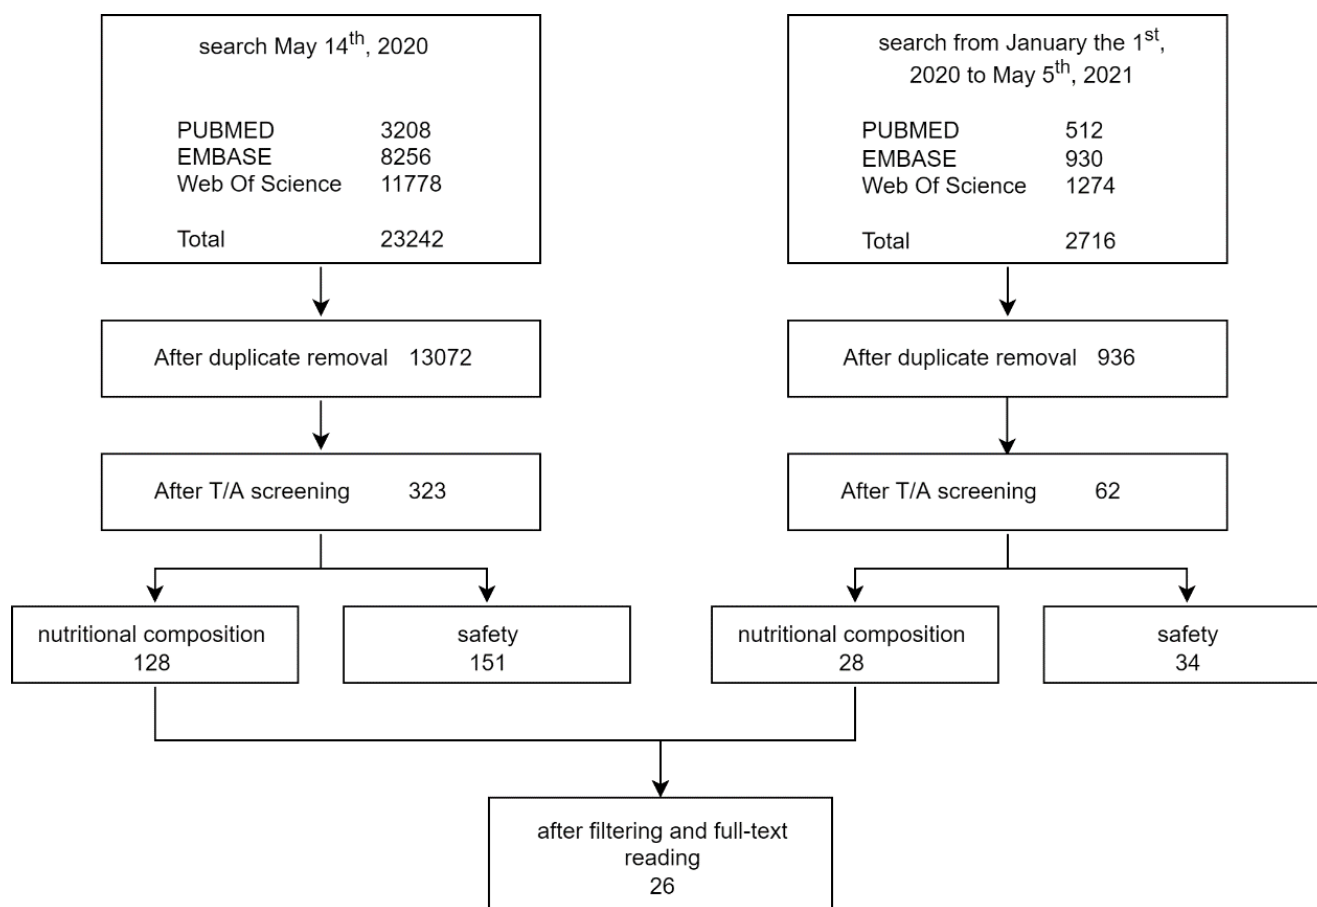 search May 14th, 2020
PUBMED 3208
EMBASE 8256
Web Of Science 11778
Total 23242
search from January the 1st,
2020 to May 5th, 2021
PUBMED 512
EMBASE 930
Web Of Science 1274
Total 2716
After duplicate removal 13072
After duplicate removal 936
After T/A screening 323
After T/A screening 62
nutritional composition
128
safety
151
nutritional composition
28
safety
34
after filtering and full-text
reading
26